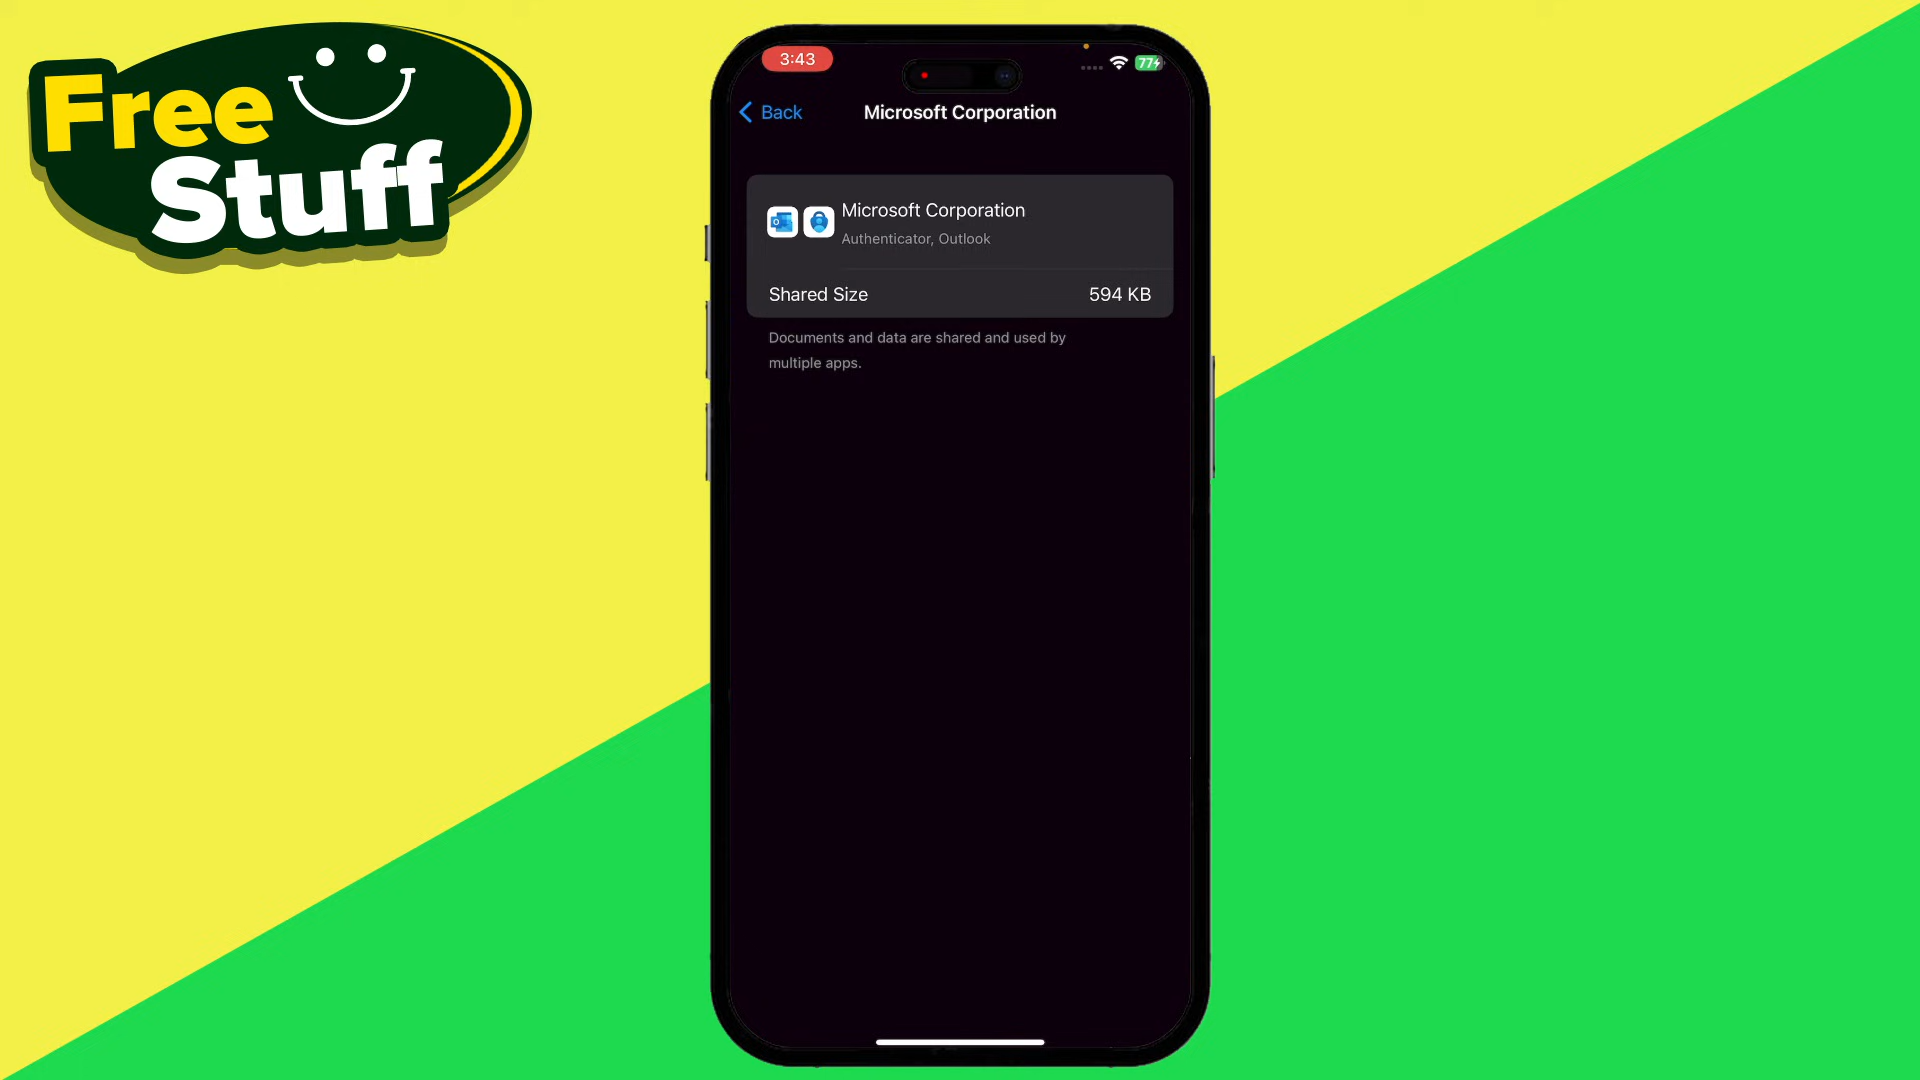 Free
Stuff
3:43
77
Back
Microsoft Corporation
Microsoft Corporation
Authenticator, Outlook
Shared Size
594 KB
Documents and data are shared and used by
multiple apps.